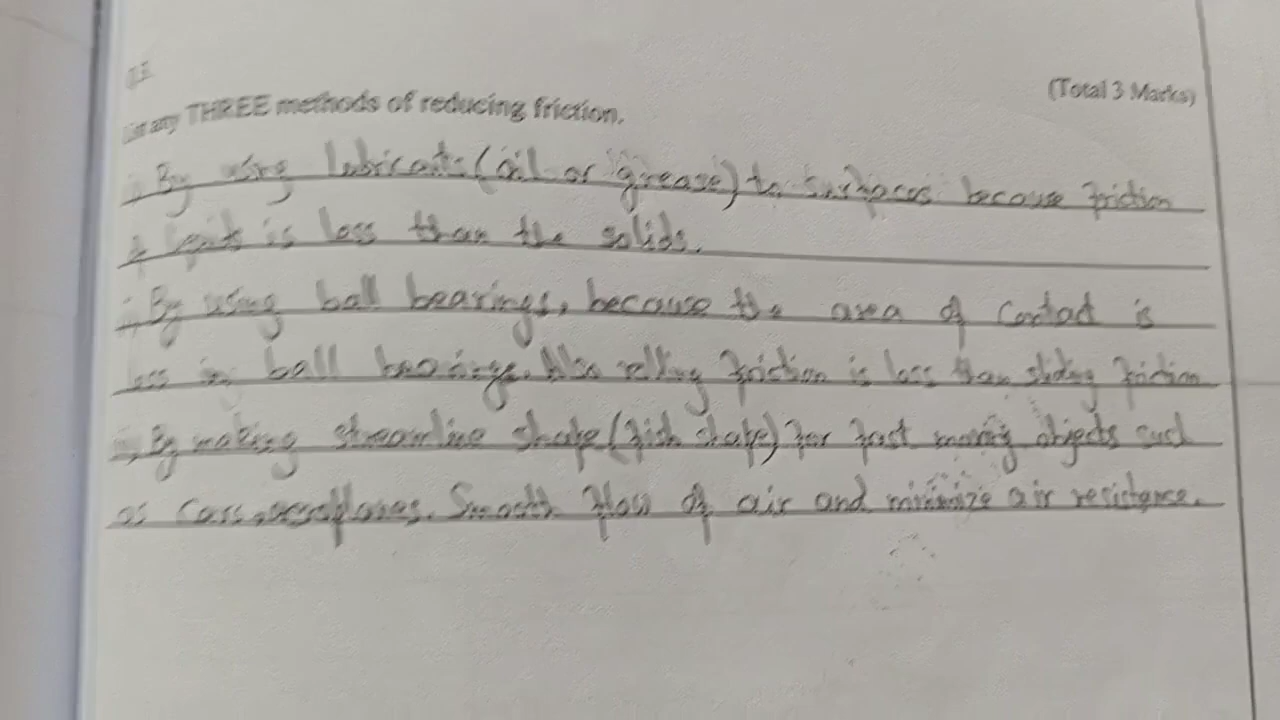 (Total 3 Marks)
List any THREE methods of reducing friction.
i, By using lubricants (oil or grease) to surfaces because friction
is less than the solids.
ii, By using ball bearings, because the area of contact is
less in ball bearings. Also rolling friction is less than sliding friction
iii, By making streamline shape (fish shape) for fast moving objects such
as cars, aeroplanes. Smooth flow of air and minimize air resistance.